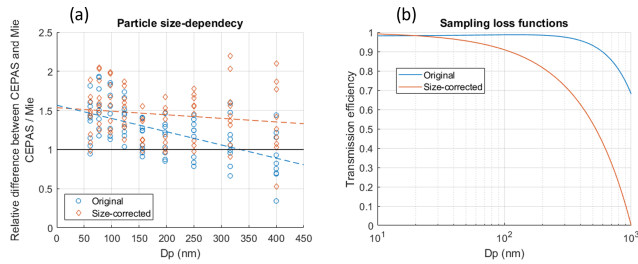 (a)
Particle size-dependecy
Relative difference between CEPAS and Mie
CEPAS / Mie
2.5
2
1.5
1
0.5
0
0
50
100
150
200
250
300
350
400
450
Dp (nm)
Original
Size-corrected
(b)
Sampling loss functions
Transmission efficiency
1
0.9
0.8
0.7
0.6
0.5
0.4
0.3
0.2
0.1
0
10^1
10^2
10^3
Dp (nm)
Original
Size-corrected